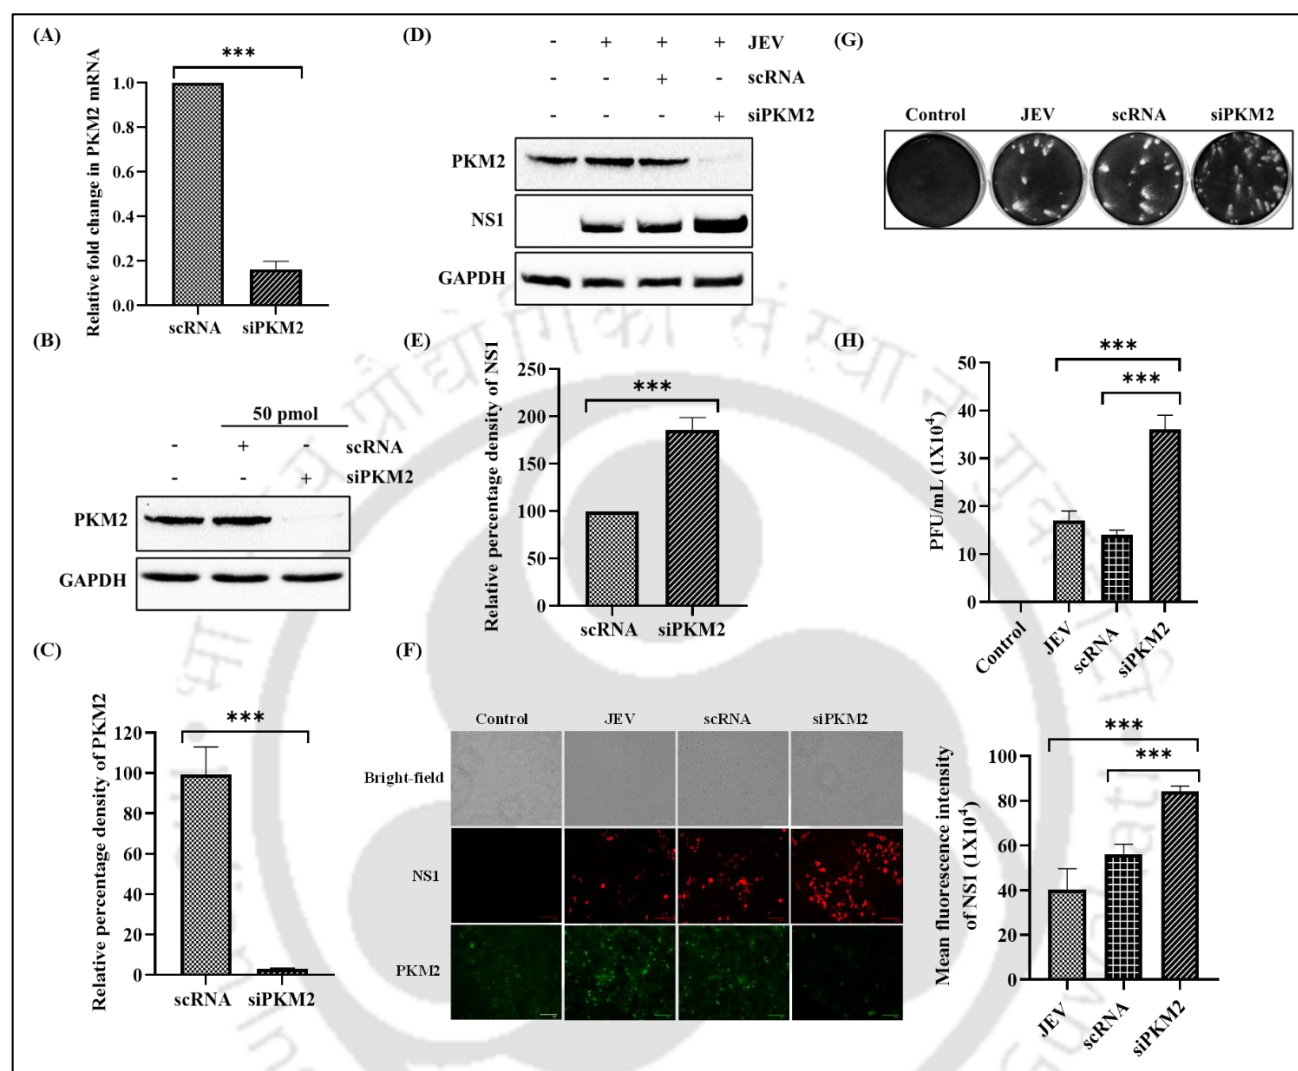 (A)
***
Relative fold change in PKM2 mRNA
1.0
0.8
0.6
0.4
0.2
0.0
scRNA siPKM2
(B)
50 pmol
- + - scRNA
- - + siPKM2
PKM2
GAPDH
(C)
***
Relative percentage density of PKM2
120
100
80
60
40
20
0
scRNA siPKM2
(D)
- + + + JEV
- - + - scRNA
- - - + siPKM2
PKM2
NS1
GAPDH
(E)
***
Relative percentage density of NS1
250
200
150
100
50
0
scRNA siPKM2
(F)
Control JEV scRNA siPKM2
Bright-field
NS1
PKM2
***
***
Mean fluorescence intensity
of NS1 (1X10⁴)
100
80
60
40
20
0
JEV scRNA siPKM2
(G)
Control JEV scRNA siPKM2
(H)
***
***
PFU/mL (1X10⁴)
50
40
30
20
10
0
Control JEV scRNA siPKM2